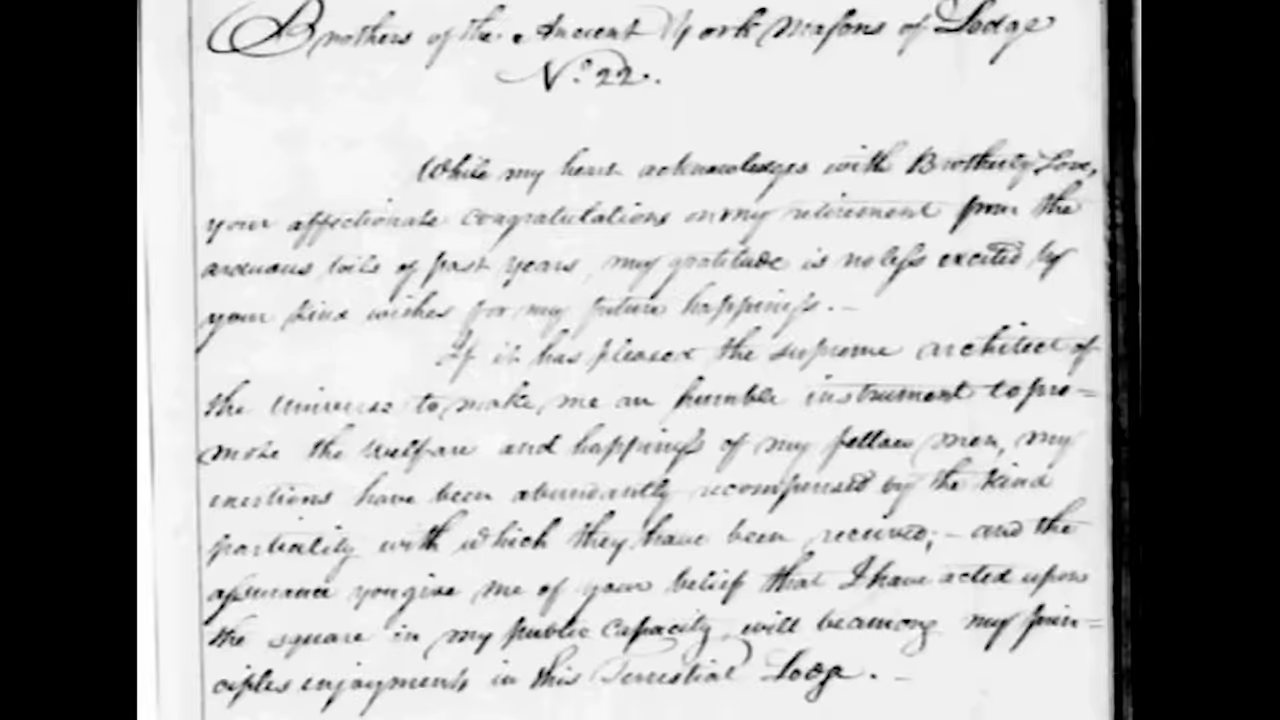 Brothers of the Ancient York Masons of Lodge
No. 22.
While my heart acknowledges with Brotherly Love,
your affectionate congratulations on my retirement from the
arduous toils of past years, my gratitude is no less excited by
your kind wishes for my future happiness. —
If it has pleased the supreme architect of
the Universe to make me an humble instrument to pro=
mote the welfare and happiness of my fellow men, my
exertions have been abundantly recompensed by the kind
partiality with which they have been received; — and the
assurance you give me of your belief that I have acted upon
the square in my public capacity, will be among my prin=
ciples enjoyments in this Terrestial Lodge. —